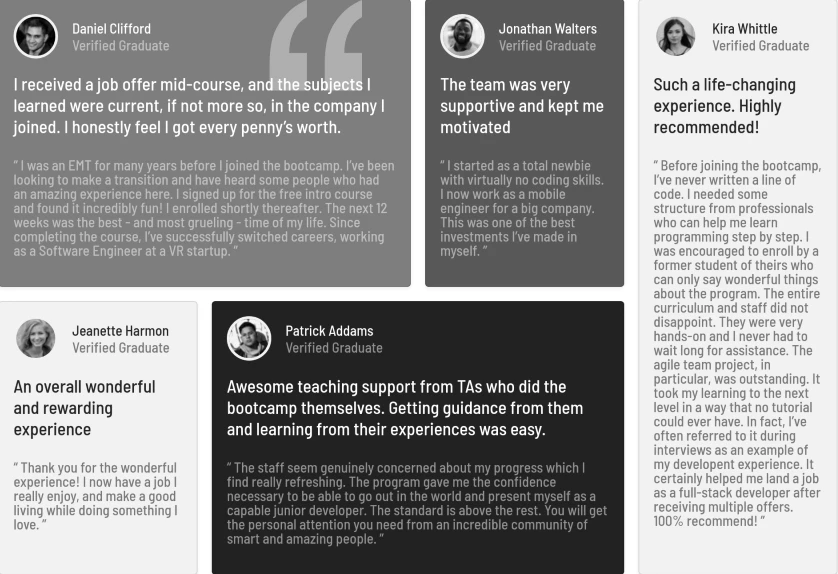 Daniel Clifford
Verified Graduate
I received a job offer mid-course, and the subjects I
learned were current, if not more so, in the company I
joined. I honestly feel I got every penny’s worth.
“ I was an EMT for many years before I joined the bootcamp. I’ve been
looking to make a transition and have heard some people who had
an amazing experience here. I signed up for the free intro course
and found it incredibly fun! I enrolled shortly thereafter. The next 12
weeks was the best - and most grueling - time of my life. Since
completing the course, I’ve successfully switched careers, working
as a Software Engineer at a VR startup. ”
Jonathan Walters
Verified Graduate
The team was very
supportive and kept me
motivated
“ I started as a total newbie
with virtually no coding skills.
I now work as a mobile
engineer for a big company.
This was one of the best
investments I’ve made in
myself. ”
Kira Whittle
Verified Graduate
Such a life-changing
experience. Highly
recommended!
“ Before joining the bootcamp,
I’ve never written a line of
code. I needed some
structure from professionals
who can help me learn
programming step by step. I
was encouraged to enroll by a
former student of theirs who
can only say wonderful things
about the program. The entire
curriculum and staff did not
disappoint. They were very
hands-on and I never had to
wait long for assistance. The
agile team project, in
particular, was outstanding. It
took my learning to the next
level in a way that no tutorial
could ever have. In fact, I’ve
often referred to it during
interviews as an example of
my developent experience. It
certainly helped me land a job
as a full-stack developer after
receiving multiple offers.
100% recommend! ”
Jeanette Harmon
Verified Graduate
An overall wonderful
and rewarding
experience
“ Thank you for the wonderful
experience! I now have a job I
really enjoy, and make a good
living while doing something I
love. ”
Patrick Addams
Verified Graduate
Awesome teaching support from TAs who did the
bootcamp themselves. Getting guidance from them
and learning from their experiences was easy.
“ The staff seem genuinely concerned about my progress which I
find really refreshing. The program gave me the confidence
necessary to be able to go out in the world and present myself as a
capable junior developer. The standard is above the rest. You will get
the personal attention you need from an incredible community of
smart and amazing people. ”